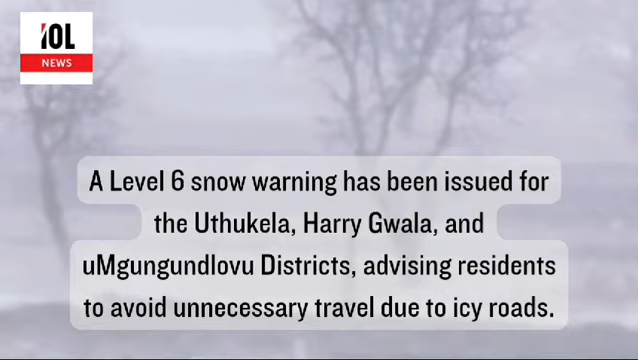 IOL
NEWS
A Level 6 snow warning has been issued for
the Uthukela, Harry Gwala, and
uMgungundlovu Districts, advising residents
to avoid unnecessary travel due to icy roads.